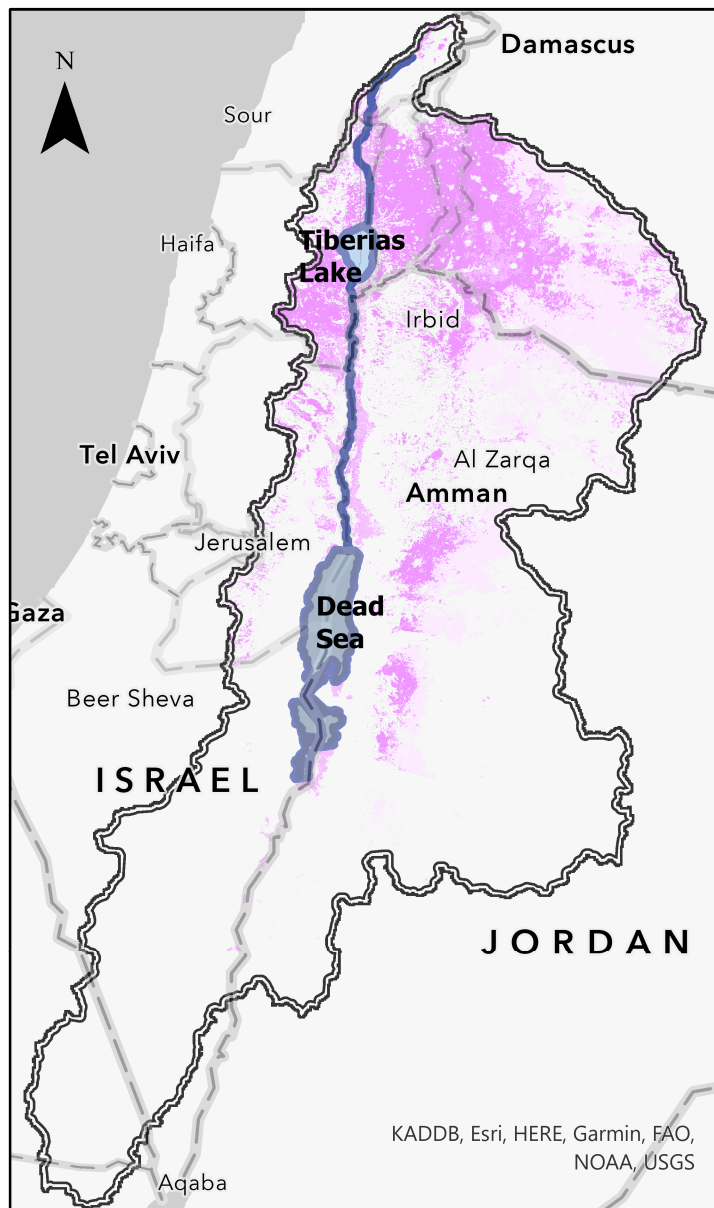 Damascus
N
Sour
Haifa
Tiberias
Lake
Irbid
Tel Aviv
Al Zarqa
Amman
Jerusalem
Dead
Sea
Gaza
Beer Sheva
ISRAEL
JORDAN
KADDB, Esri, HERE, Garmin, FAO,
NOAA, USGS
Aqaba